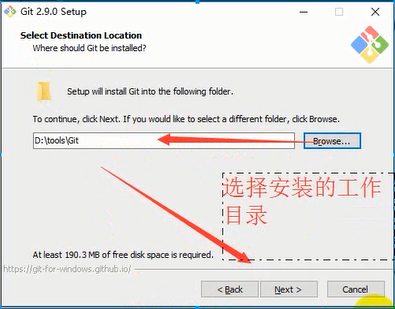 Git 2.9.0 Setup
Select Destination Location
Where should Git be installed?
Setup will install Git into the following folder.
To continue, click Next. If you would like to select a different folder, click Browse.
D:\tools\Git
Browse...
选择安装的工作
目录
At least 190.3 MB of free disk space is required.
https://git-for-windows.github.io/
< Back
Next >
Cancel